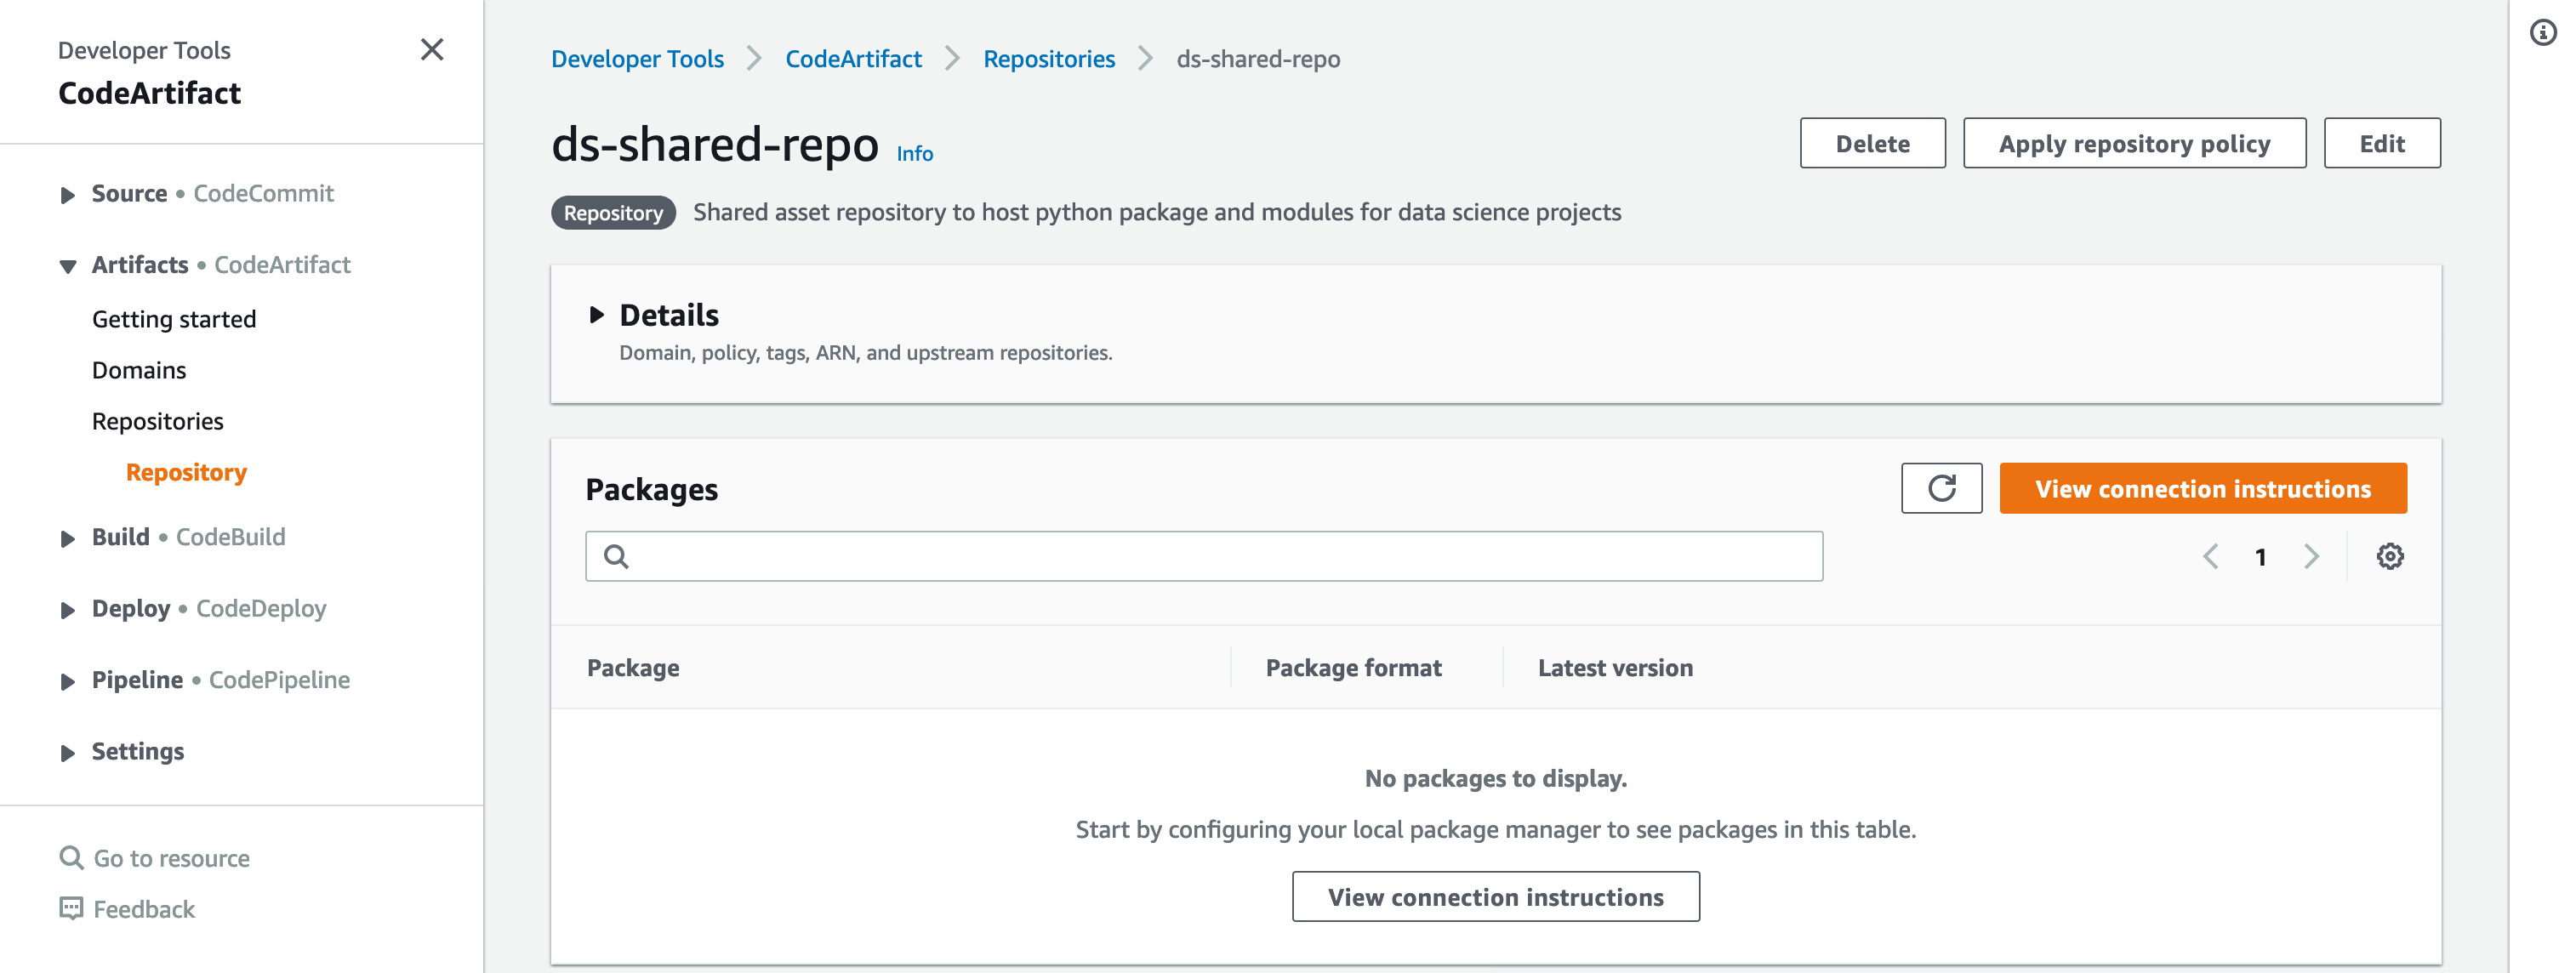 Developer Tools
CodeArtifact
Source • CodeCommit
Artifacts • CodeArtifact
Getting started
Domains
Repositories
Repository
Build • CodeBuild
Deploy • CodeDeploy
Pipeline • CodePipeline
Settings
Go to resource
Feedback
Developer Tools CodeArtifact Repositories ds-shared-repo
ds-shared-repo Info
Delete Apply repository policy Edit
Repository Shared asset repository to host python package and modules for data science projects
Details
Domain, policy, tags, ARN, and upstream repositories.
Packages
View connection instructions
1
Package Package format Latest version
No packages to display.
Start by configuring your local package manager to see packages in this table.
View connection instructions